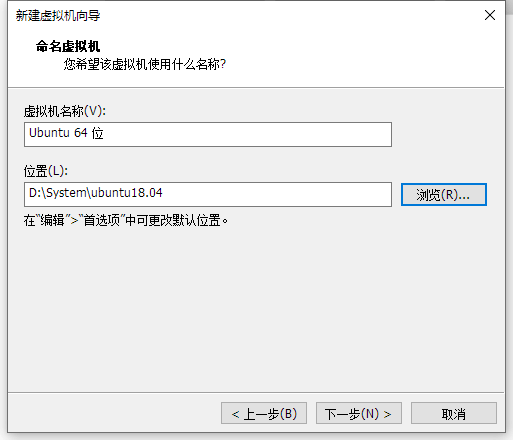 新建虚拟机向导
命名虚拟机
您希望该虚拟机使用什么名称?
虚拟机名称(V):
Ubuntu 64 位
位置(L):
D:\System\ubuntu18.04
浏览(R)...
在“编辑”>“首选项”中可更改默认位置。
< 上一步(B)
下一步(N) >
取消